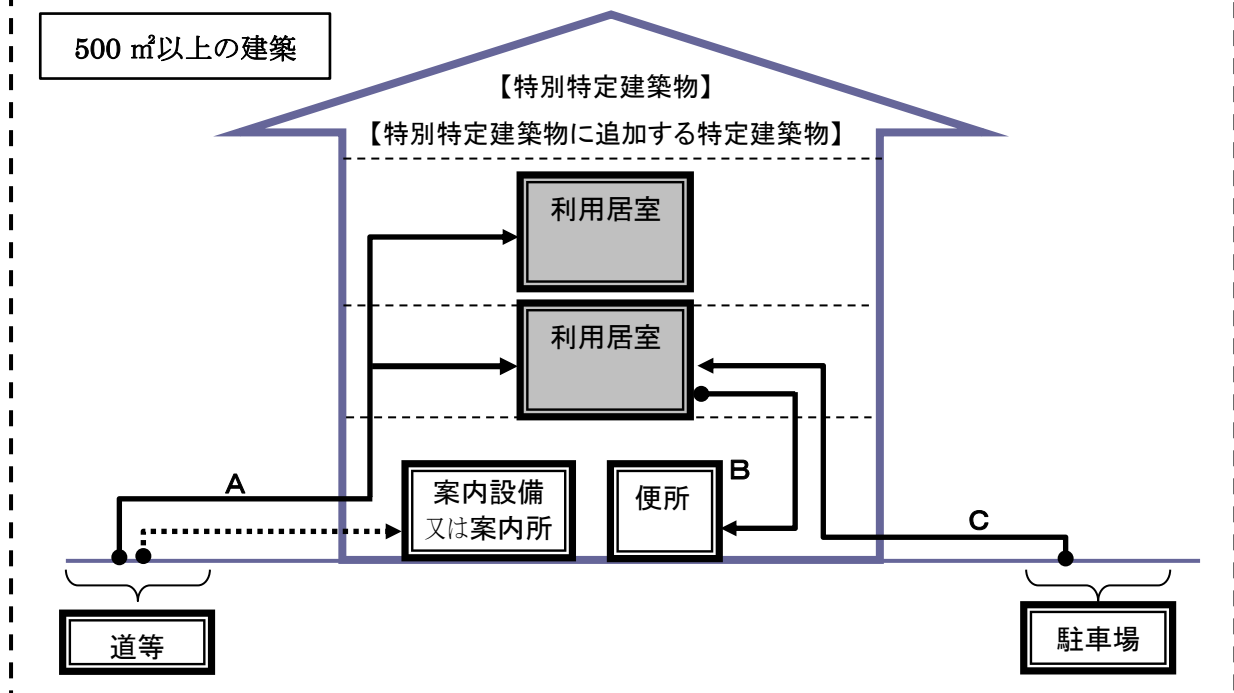 500 ㎡以上の建築
【特別特定建築物】
【特別特定建築物に追加する特定建築物】
利用居室
利用居室
A
案内設備
又は案内所
便所
B
C
道等
駐車場